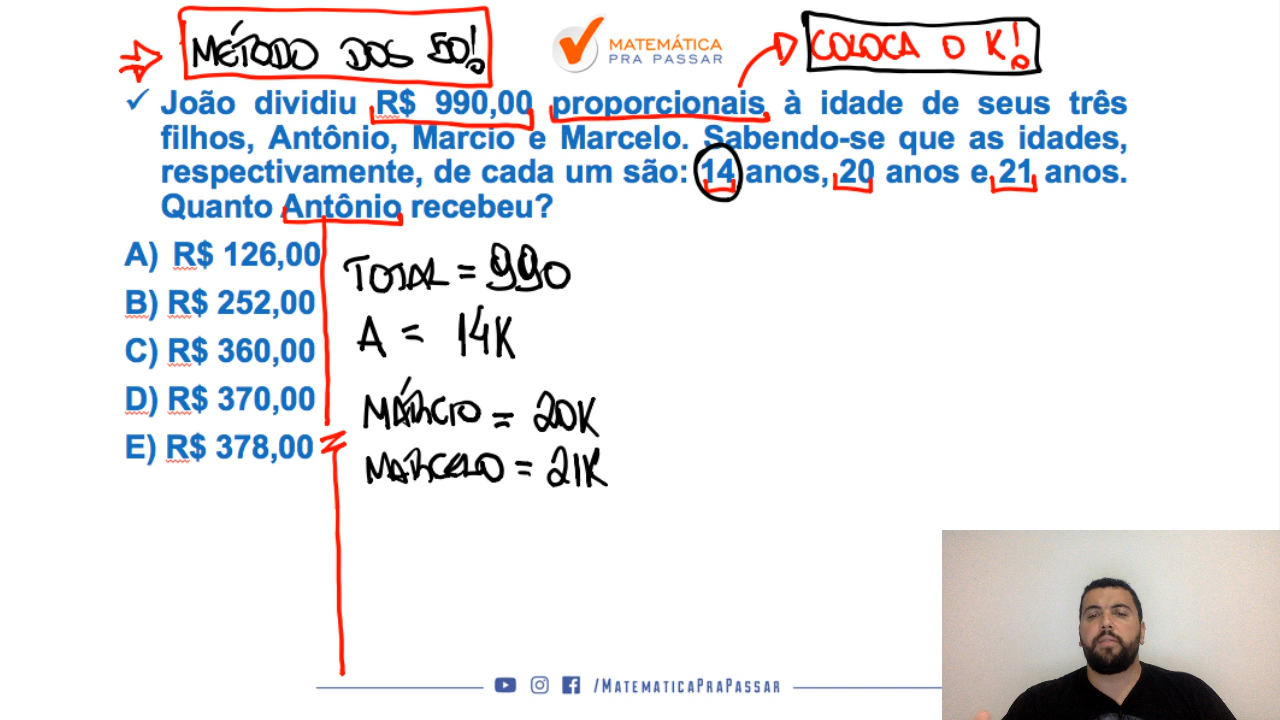 MÉTODO DOS 50!
MATEMÁTICA
PRA PASSAR
COLOCA O K!
✓ João dividiu R$ 990,00 proporcionais à idade de seus três
filhos, Antônio, Marcio e Marcelo. Sabendo-se que as idades,
respectivamente, de cada um são: 14 anos, 20 anos e 21 anos.
Quanto Antônio recebeu?
A) R$ 126,00
B) R$ 252,00
C) R$ 360,00
D) R$ 370,00
E) R$ 378,00
TOTAL = 990
A = 14K
MÁRCIO = 20K
MARCELO = 21K
/MATEMATICAPRAPASSAR